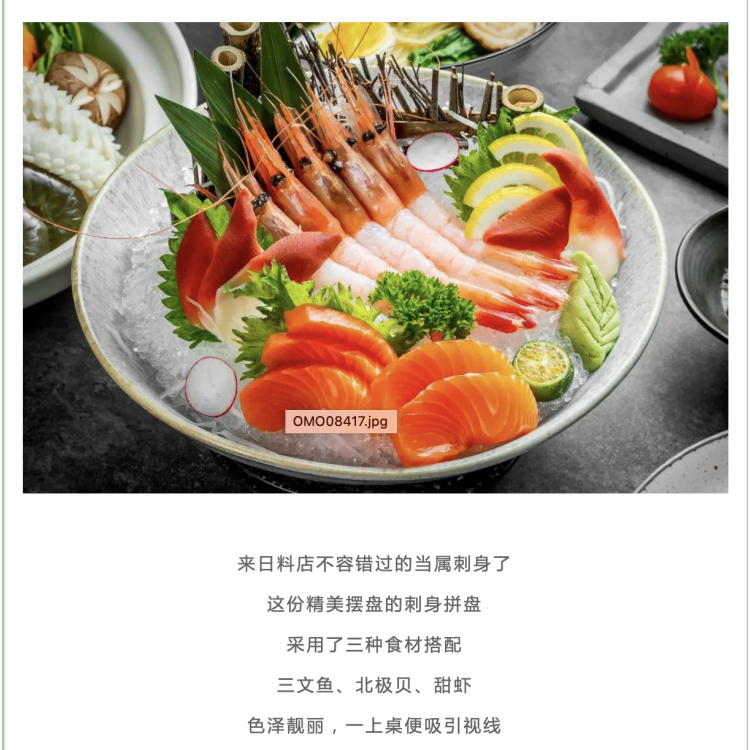 OMO08417.jpg
来日料店不容错过的当属刺身了
这份精美摆盘的刺身拼盘
采用了三种食材搭配
三文鱼、北极贝、甜虾
色泽靓丽，一上桌便吸引视线